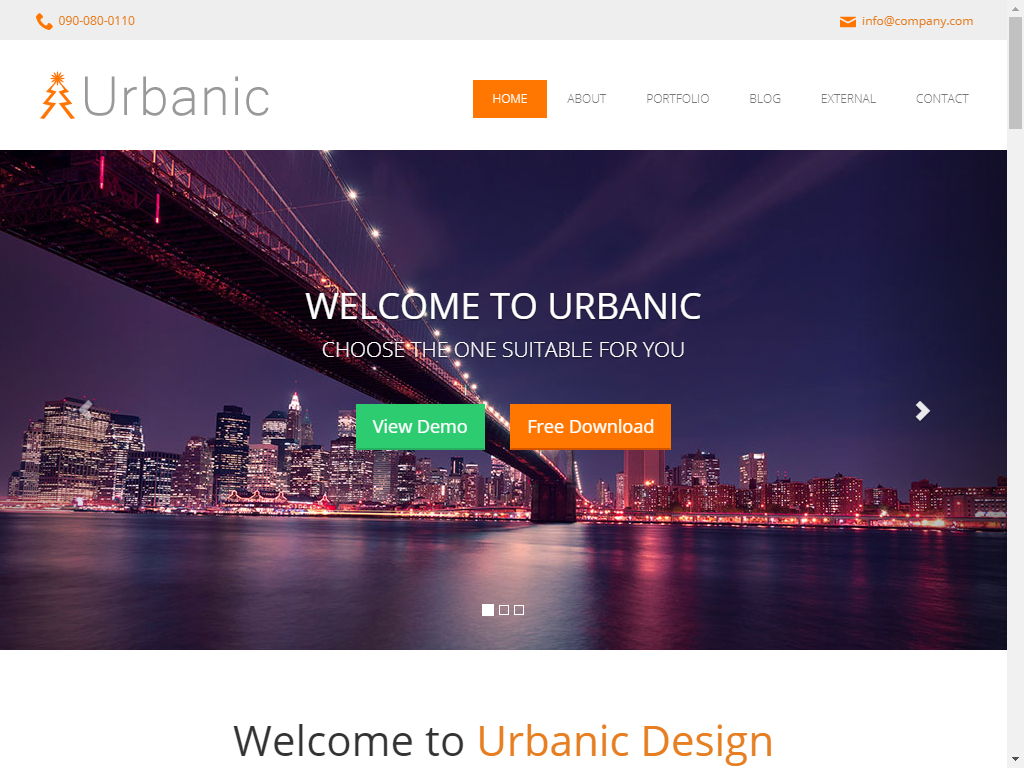 090-080-0110
info@company.com
Urbanic
HOME
ABOUT
PORTFOLIO
BLOG
EXTERNAL
CONTACT
WELCOME TO URBANIC
CHOOSE THE ONE SUITABLE FOR YOU
View Demo
Free Download
Welcome to Urbanic Design